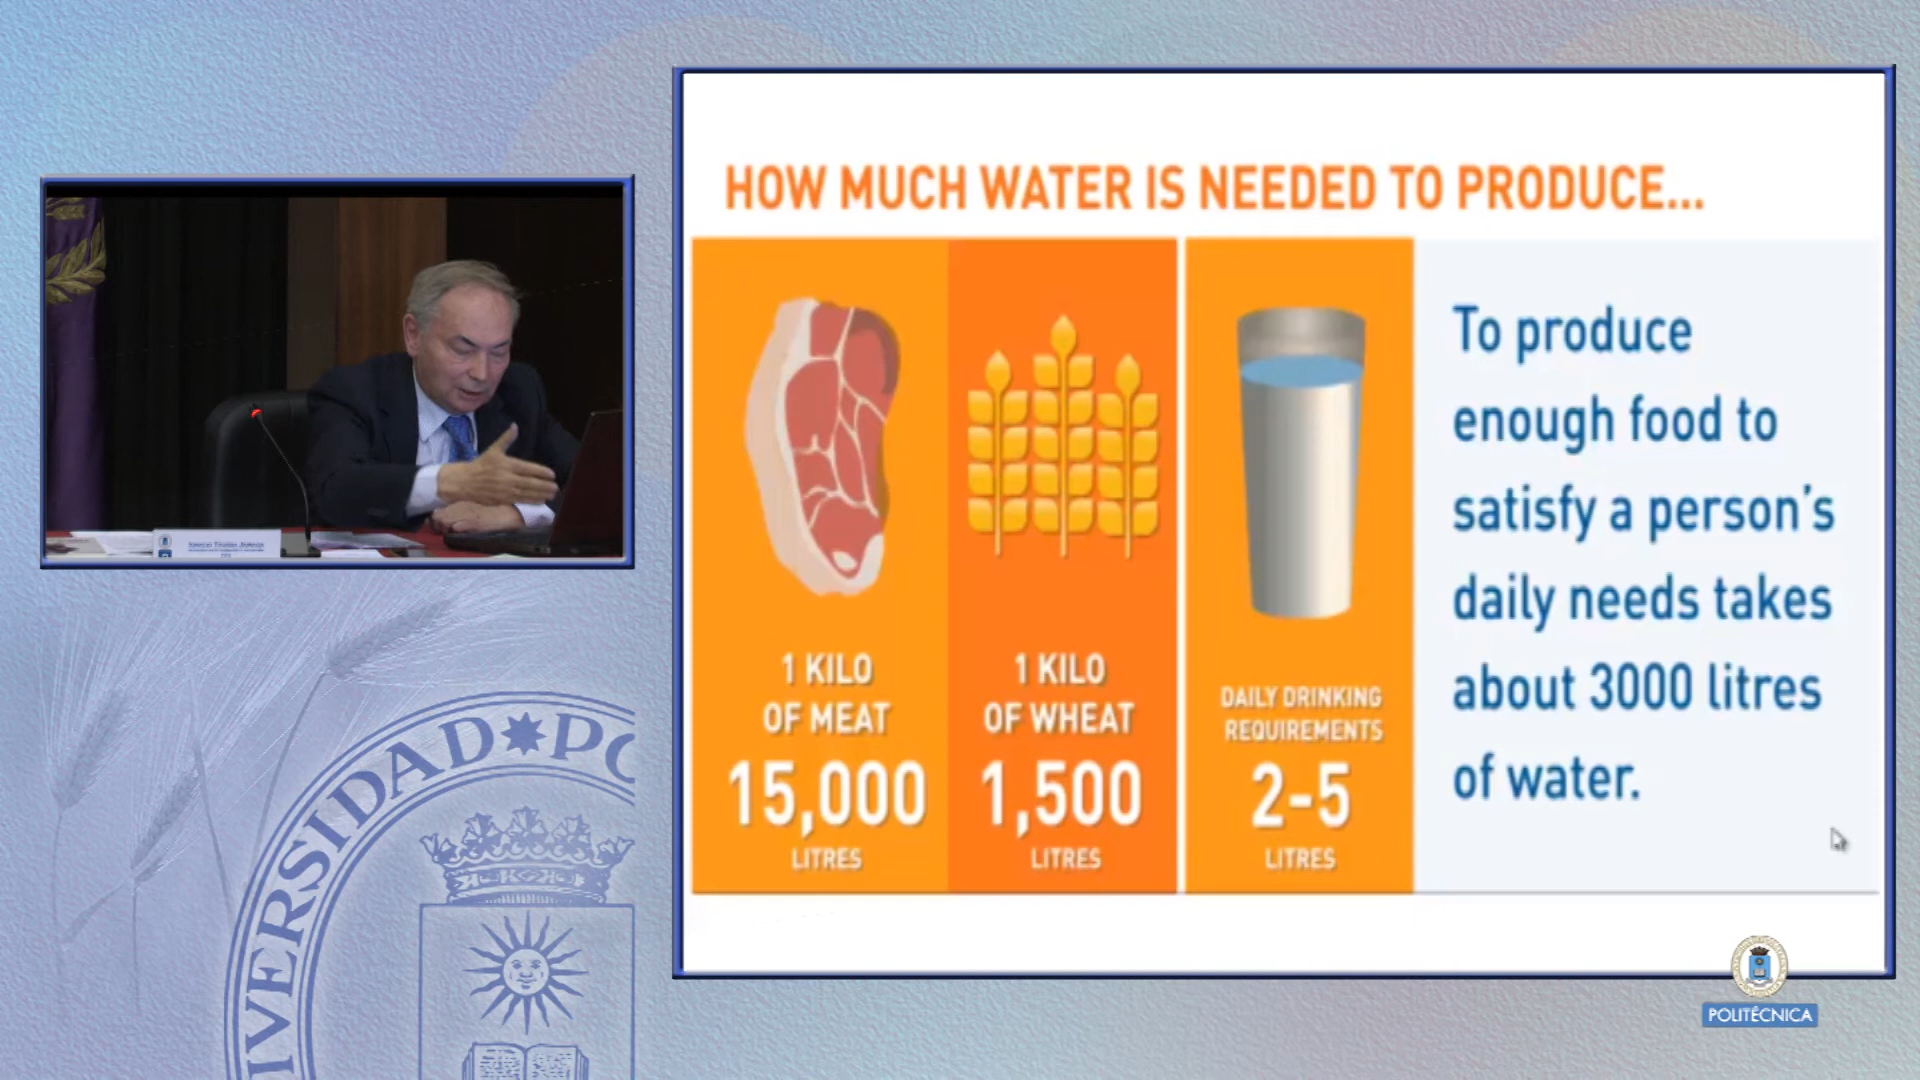 HOW MUCH WATER IS NEEDED TO PRODUCE...
1 KILO
OF MEAT
15,000
LITRES
1 KILO
OF WHEAT
1,500
LITRES
DAILY DRINKING
REQUIREMENTS
2-5
LITRES
To produce
enough food to
satisfy a person's
daily needs takes
about 3000 litres
of water.
IVERSIDAD PO
POLITÉCNICA